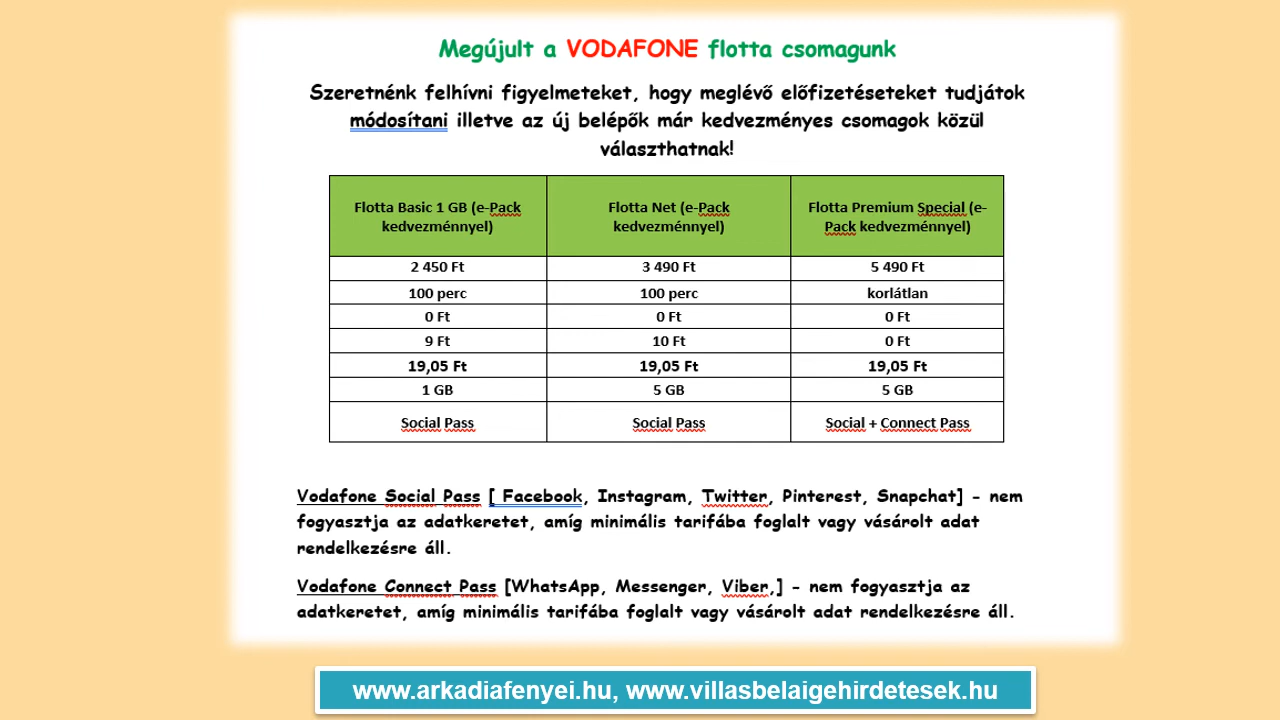 Megújult a VODAFONE flotta csomagunk
Szeretnénk felhívni figyelmeteket, hogy meglévő előfizetéseteket tudjátok
módosítani illetve az új belépők már kedvezményes csomagok közül
választhatnak!
Flotta Basic 1 GB (e-Pack kedvezménnyel) Flotta Net (e-Pack kedvezménnyel) Flotta Premium Special (e-Pack kedvezménnyel)
2 450 Ft 3 490 Ft 5 490 Ft
100 perc 100 perc korlátlan
0 Ft 0 Ft 0 Ft
9 Ft 10 Ft 0 Ft
19,05 Ft 19,05 Ft 19,05 Ft
1 GB 5 GB 5 GB
Social Pass Social Pass Social + Connect Pass
Vodafone Social Pass [ Facebook, Instagram, Twitter, Pinterest, Snapchat] - nem
fogyasztja az adatkeretet, amíg minimális tarifába foglalt vagy vásárolt adat
rendelkezésre áll.
Vodafone Connect Pass [WhatsApp, Messenger, Viber,] - nem fogyasztja az
adatkeretet, amíg minimális tarifába foglalt vagy vásárolt adat rendelkezésre áll.
www.arkadiafenyei.hu, www.villasbelaigehirdetesek.hu